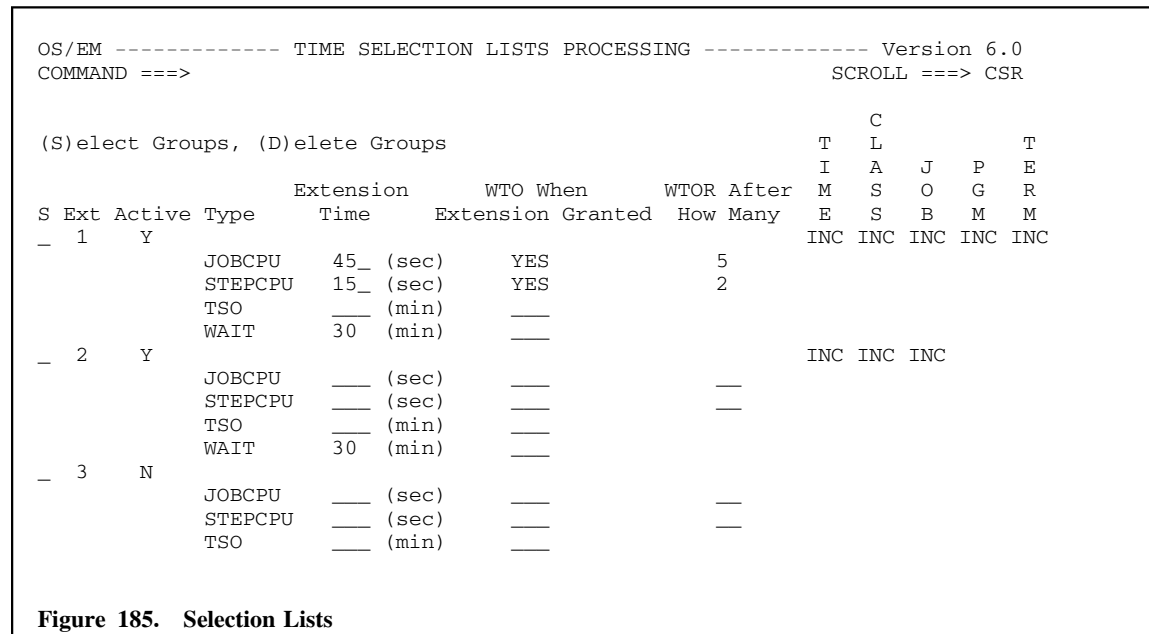 OS/EM ------------- TIME SELECTION LISTS PROCESSING ------------- Version 6.0
COMMAND ===>                                                  SCROLL ===> CSR
                                                                 C
(S)elect Groups, (D)elete Groups                             T   L           T
                                                             I   A   J   P   E
                    Extension       WTO When      WTOR After M   S   O   G   R
S Ext Active Type     Time     Extension Granted  How Many   E   S   B   M   M
_  1    Y                                                   INC INC INC INC INC
             JOBCPU    45_ (sec)      YES             5
             STEPCPU   15_ (sec)      YES             2
             TSO       ___ (min)      ___
             WAIT      30  (min)      ___
_  2    Y                                                   INC INC INC
             JOBCPU    ___ (sec)      ___             __
             STEPCPU   ___ (sec)      ___             __
             TSO       ___ (min)      ___
             WAIT      30  (min)      ___
_  3    N
             JOBCPU    ___ (sec)      ___             __
             STEPCPU   ___ (sec)      ___             __
             TSO       ___ (min)      ___
Figure 185. Selection Lists